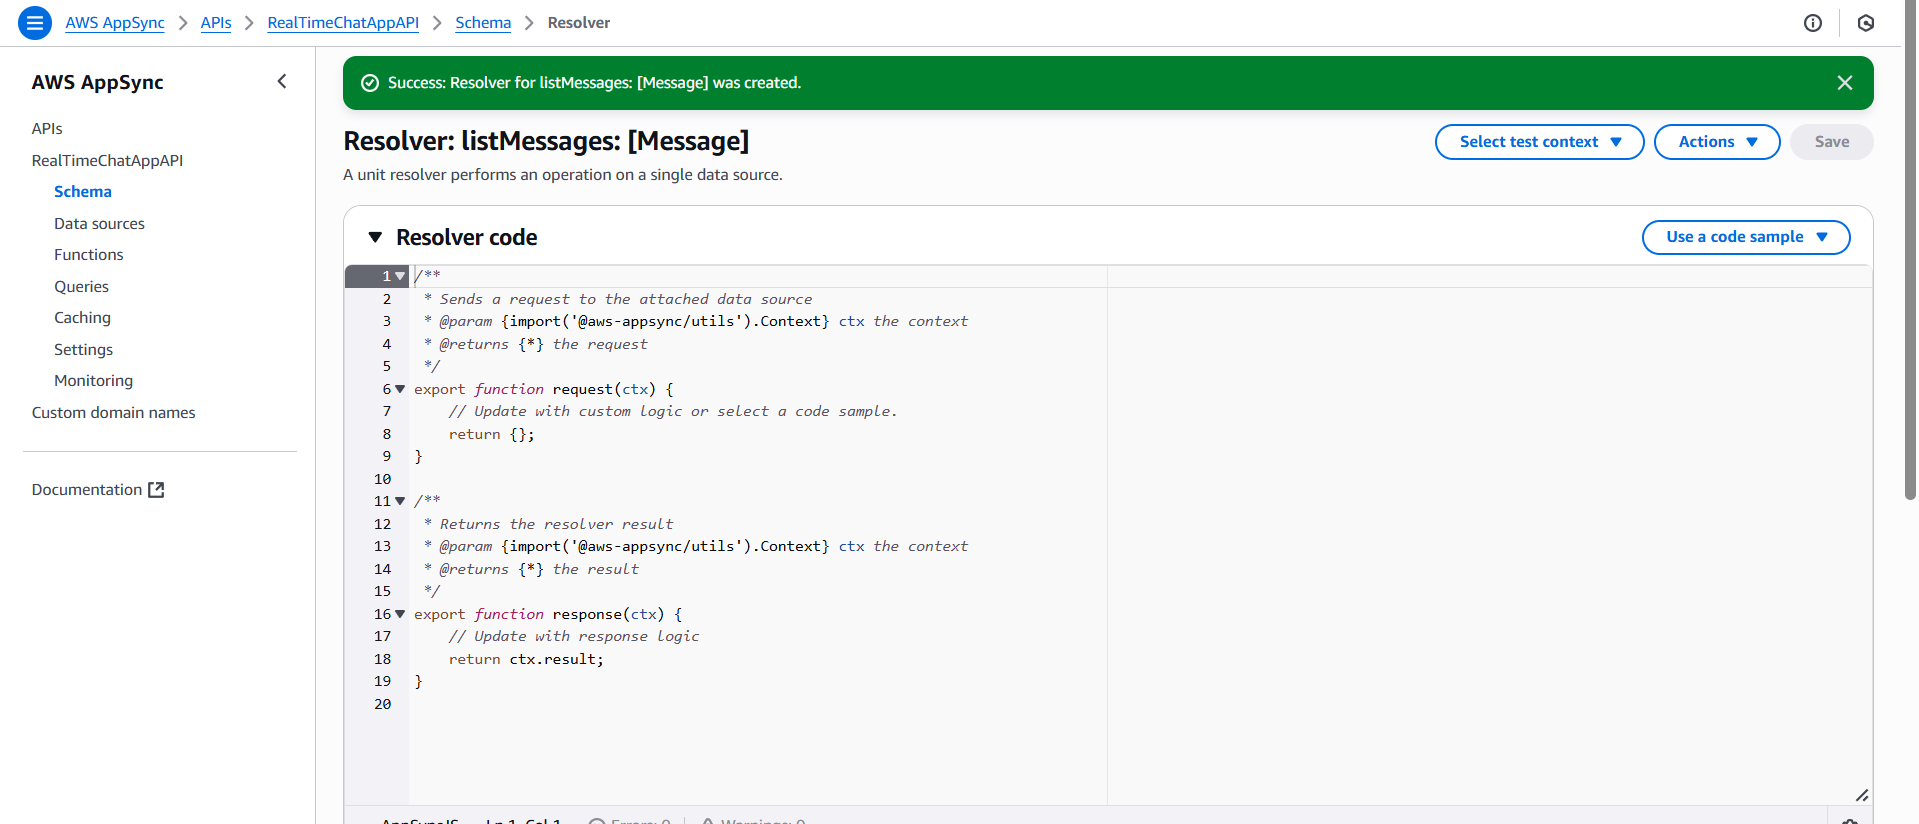 AWS AppSync > APIs > RealTimeChatAppAPI > Schema > Resolver
AWS AppSync
APIs
RealTimeChatAppAPI
Schema
Data sources
Functions
Queries
Caching
Settings
Monitoring
Custom domain names
Documentation
Success: Resolver for listMessages: [Message] was created.
Resolver: listMessages: [Message]
Select test context
Actions
Save
A unit resolver performs an operation on a single data source.
Resolver code
Use a code sample
1 /**
2  * Sends a request to the attached data source
3  * @param {import('@aws-appsync/utils').Context} ctx the context
4  * @returns {*} the request
5  */
6 export function request(ctx) {
7     // Update with custom logic or select a code sample.
8     return {};
9 }
10
11 /**
12  * Returns the resolver result
13  * @param {import('@aws-appsync/utils').Context} ctx the context
14  * @returns {*} the result
15  */
16 export function response(ctx) {
17     // Update with response logic
18     return ctx.result;
19 }
20
AppSyncJS Ln 1, Col 1 Errors: 0 Warnings: 0